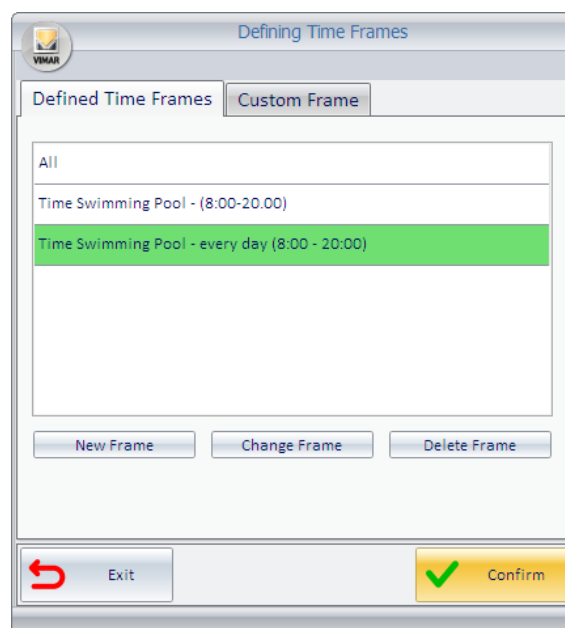 Defining Time Frames
VIMAR
Defined Time Frames Custom Frame
All
Time Swimming Pool - (8:00-20.00)
Time Swimming Pool - every day (8:00 - 20:00)
New Frame Change Frame Delete Frame
Exit Confirm